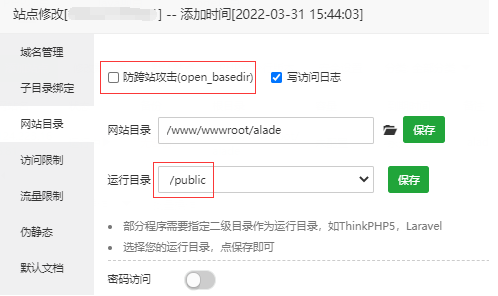 站点修改[ ] -- 添加时间[2022-03-31 15:44:03]
域名管理
子目录绑定
网站目录
访问限制
流量限制
伪静态
默认文档
防跨站攻击(open_basedir) 写访问日志
网站目录 /www/wwwroot/alade 保存
运行目录 /public 保存
部分程序需要指定二级目录作为运行目录，如ThinkPHP5，Laravel
选择您的运行目录，点保存即可
密码访问